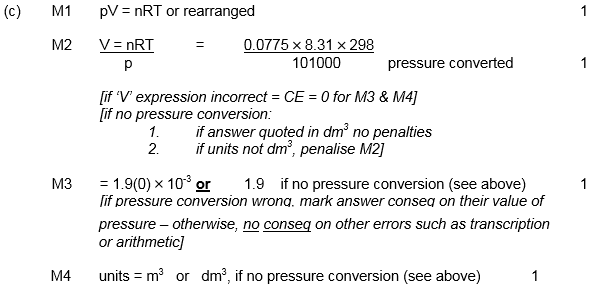 (c) M1 pV = nRT or rearranged 1
M2 V = nRT = 0.0775 × 8.31 × 298
p 101000 pressure converted 1
[if ‘V’ expression incorrect = CE = 0 for M3 & M4]
[if no pressure conversion:
1. if answer quoted in dm³ no penalties
2. if units not dm³, penalise M2]
M3 = 1.9(0) × 10⁻³ or 1.9 if no pressure conversion (see above) 1
[if pressure conversion wrong, mark answer conseq on their value of
pressure – otherwise, no conseq on other errors such as transcription
or arithmetic]
M4 units = m³ or dm³, if no pressure conversion (see above) 1